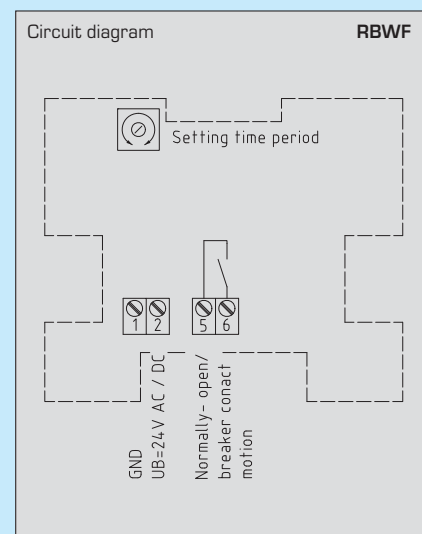 Circuit diagram
RBWF
Setting time period
1 2
5 6
GND
UB=24V AC / DC
Normally- open/
breaker conact
motion